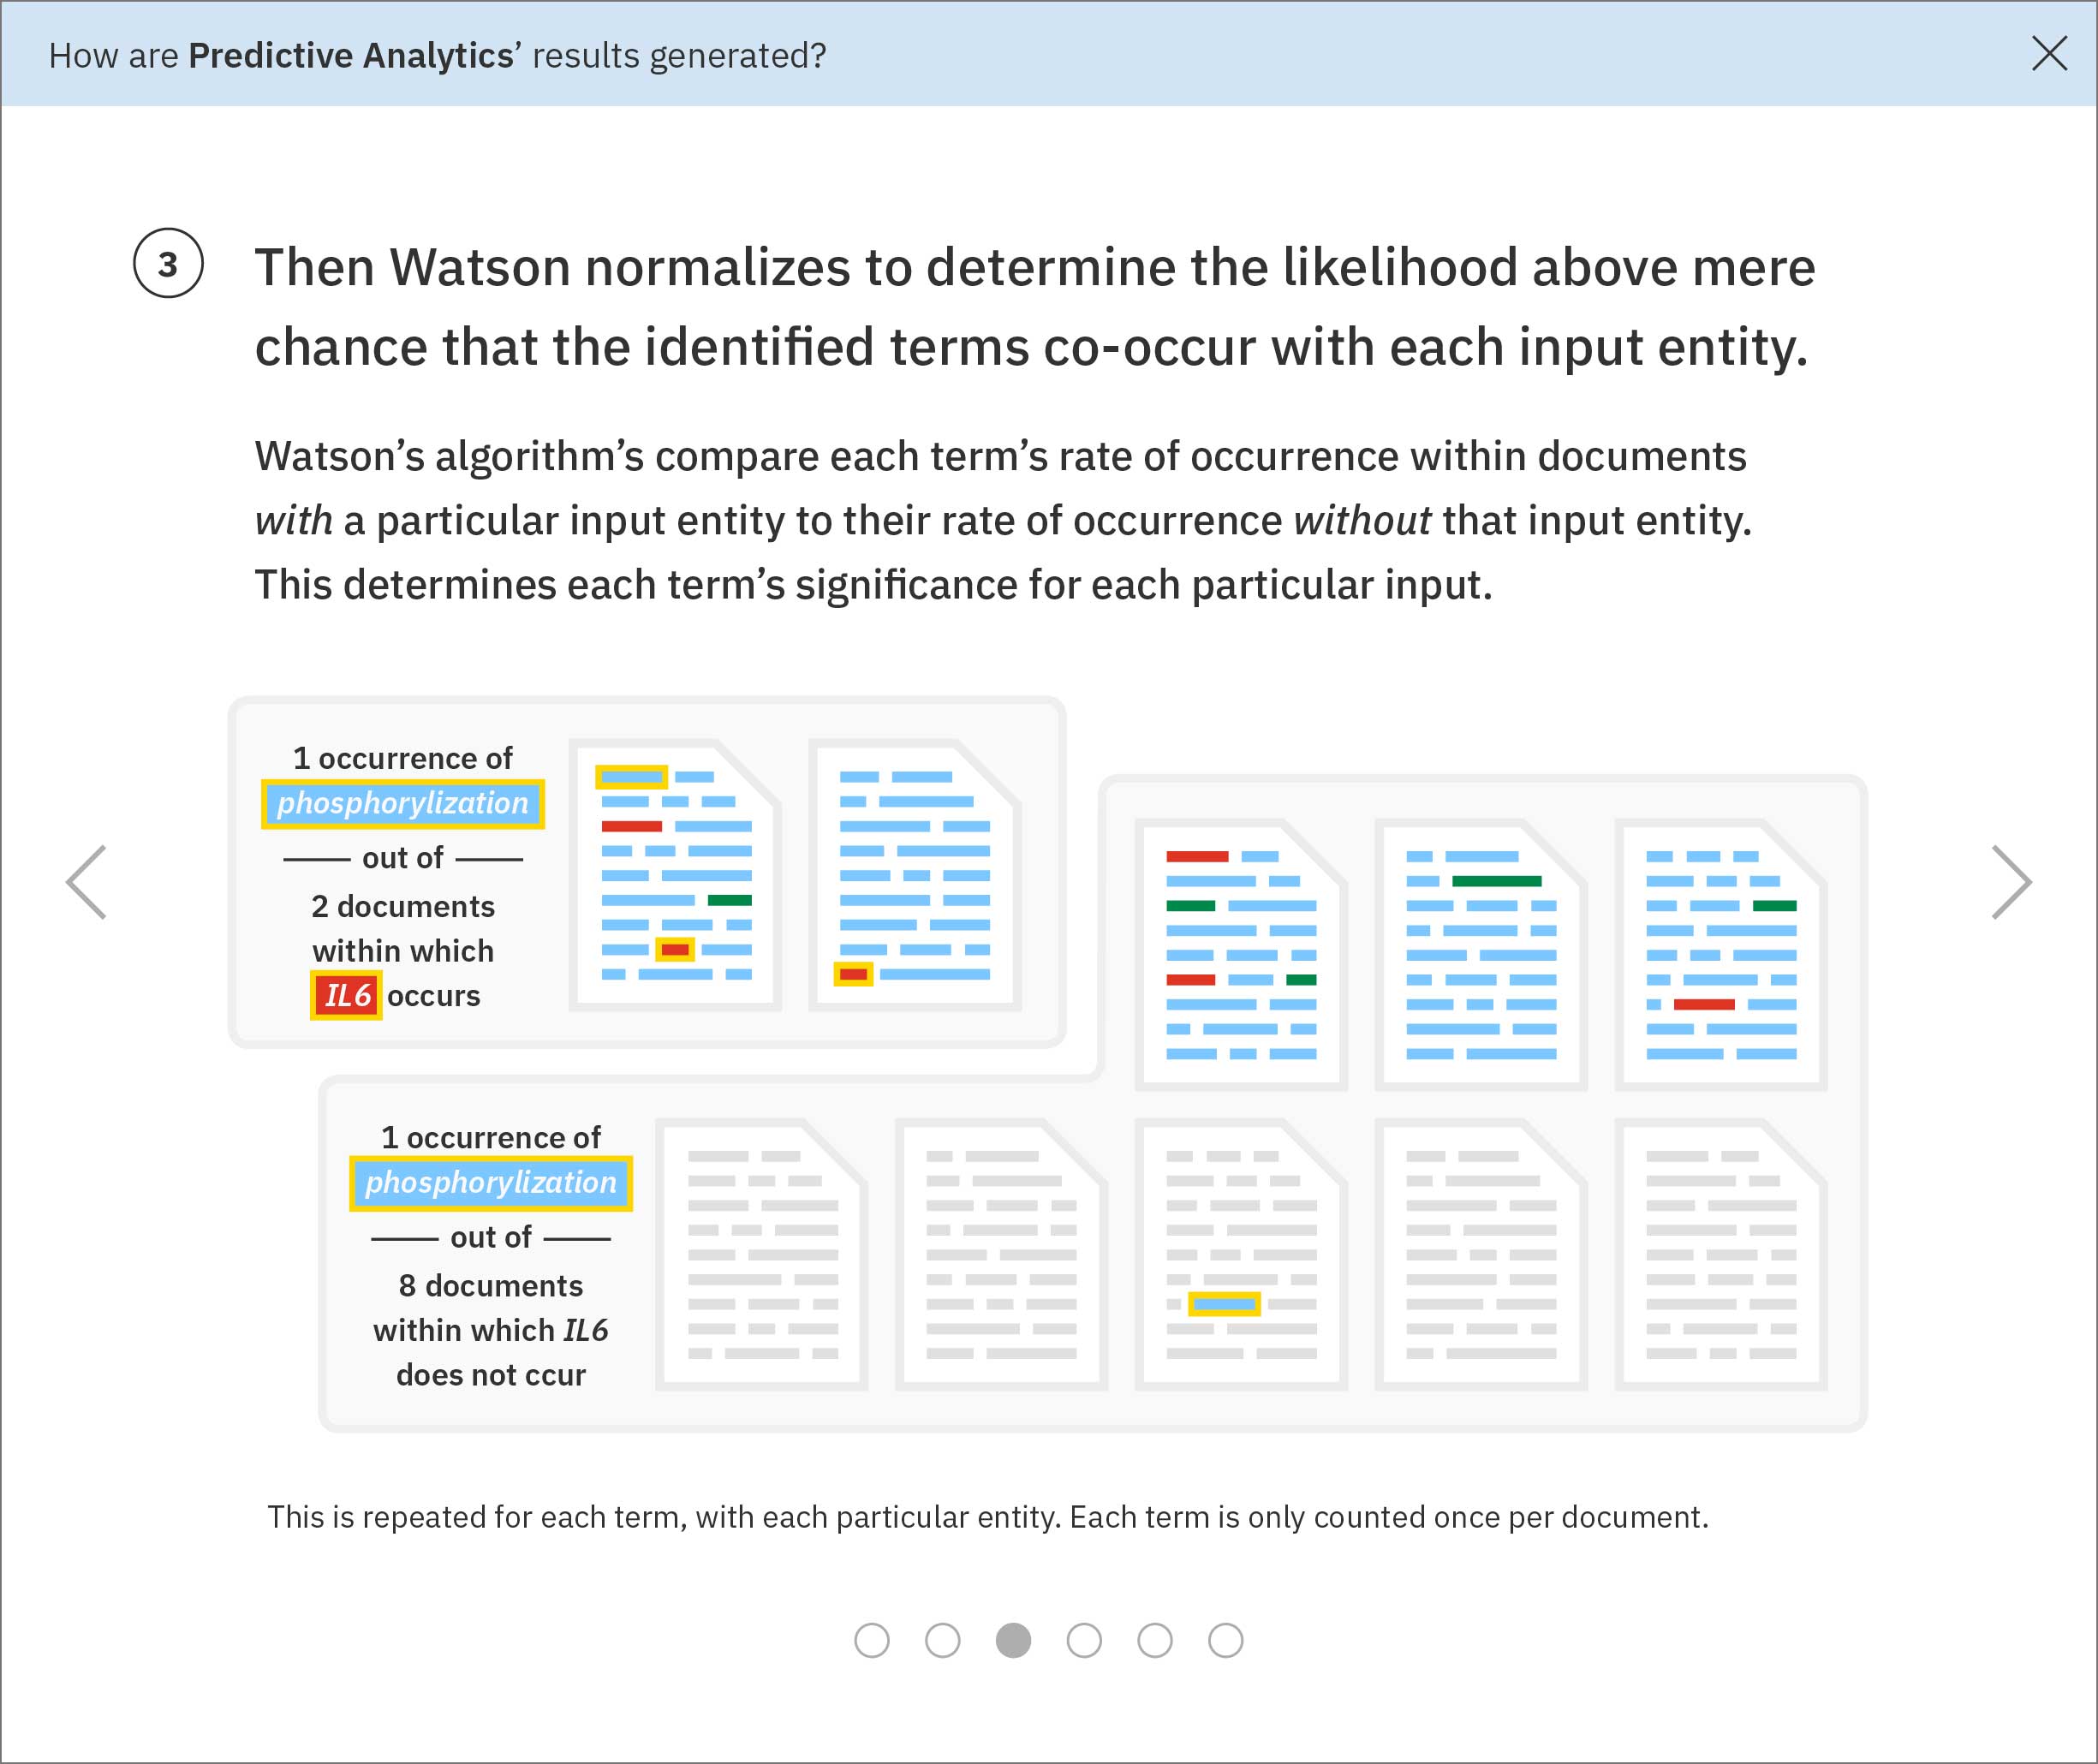 How are Predictive Analytics’ results generated?
3
Then Watson normalizes to determine the likelihood above mere
chance that the identified terms co-occur with each input entity.
Watson’s algorithm’s compare each term’s rate of occurrence within documents
with a particular input entity to their rate of occurrence without that input entity.
This determines each term’s significance for each particular input.
1 occurrence of
phosphorylization
out of
2 documents
within which
IL6 occurs
1 occurrence of
phosphorylization
out of
8 documents
within which IL6
does not ccur
This is repeated for each term, with each particular entity. Each term is only counted once per document.